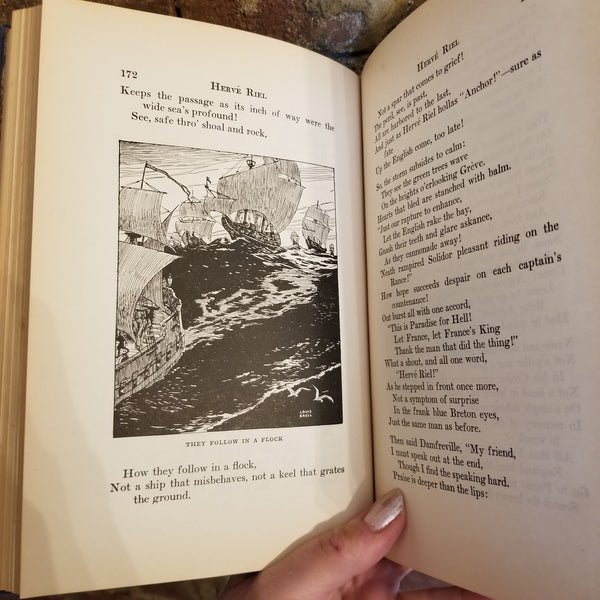 172
HERVÉ RIEL
Keeps the passage as its inch of way were the
wide sea's profound!
See, safe thro' shoal and rock,
LOUIS
THEY FOLLOW IN A FLOCK
How they follow in a flock,
Not a ship that misbehaves, not a keel that grates
the ground.
HERVÉ RIEL
Not a spar that comes to grief!
The peril, see, is past,
All are harbored to the last,
And just as Hervé Riel hollas "Anchor!"—sure as
fate
Up the English come, too late!
So, the storm subsides to calm:
They see the green trees wave
On the heights o'erlooking Grève.
Hearts that bled are stanched with balm.
"Just our rapture to enhance,
Let the English rake the bay,
Gnash their teeth and glare askance,
As they cannonade away!
'Neath rampired Solidor pleasant riding on the
Rance!"
How hope succeeds despair on each captain's
countenance!
Out burst all with one accord,
"This is Paradise for Hell!
Let France, let France's King
Thank the man that did the thing!"
What a shout, and all one word,
"Hervé Riel!"
As he stepped in front once more,
Not a symptom of surprise
In the frank blue Breton eyes,
Just the same man as before.
Then said Damfreville, "My friend,
I must speak out at the end,
Though I find the speaking hard.
Praise is deeper than the lips: